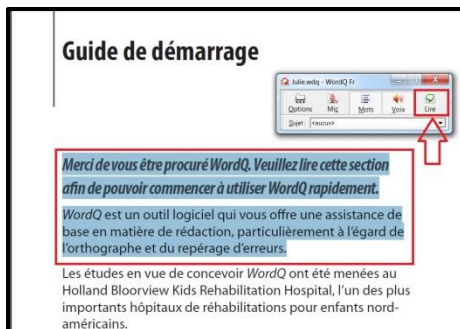 Guide de démarrage
Julie.wdq - WordQ Fr
Options Mic Mots Voix Lire
Sujet: <aucun>
Merci de vous être procuré WordQ. Veuillez lire cette section
afin de pouvoir commencer à utiliser WordQ rapidement.
WordQ est un outil logiciel qui vous offre une assistance de
base en matière de rédaction, particulièrement à l'égard de
l'orthographe et du repérage d'erreurs.
Les études en vue de concevoir WordQ ont été menées au
Holland Bloorview Kids Rehabilitation Hospital, l'un des plus
importants hôpitaux de réhabilitations pour enfants nord-
américains.